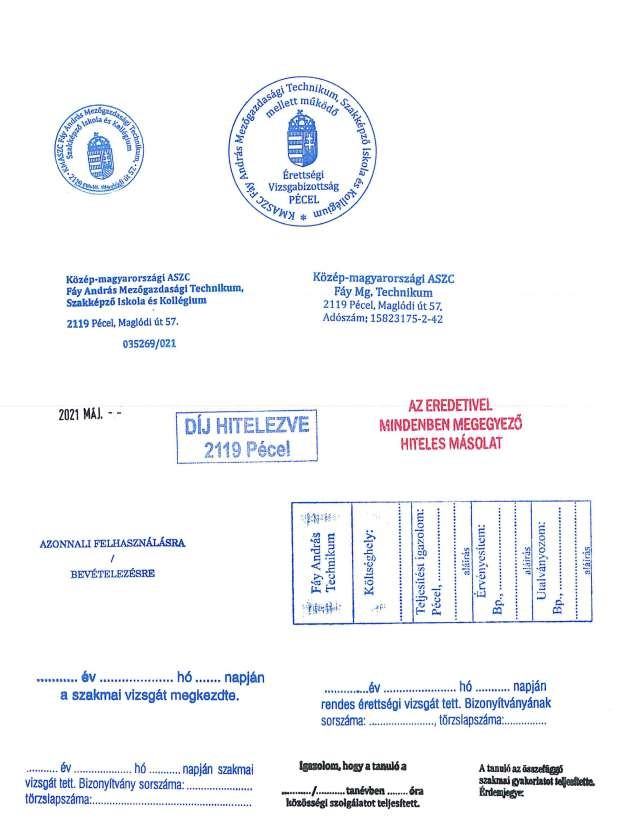 KMASZC Fáy András Mezőgazdasági Technikum,
Szakképző Iskola és Kollégium
KMASZC Fáy András Mezőgazdasági Technikum, Szakképző Iskola és Kollégium *
mellett működő
Érettségi
Vizsgabizottság
PÉCEL
Közép-magyarországi ASZC
Fáy András Mezőgazdasági Technikum,
Szakképző Iskola és Kollégium
2119 Pécel, Maglódi út 57.
035269/021
Közép-magyarországi ASZC
Fáy Mg. Technikum
2119 Pécel, Maglódi út 57.
Adószám: 15823175-2-42
2021 MÁJ. - -
DÍJ HITELEZVE
2119 Pécel
AZ EREDETIVEL
MINDENBEN MEGEGYEZŐ
HITELES MÁSOLAT
AZONNALI FELHASZNÁLÁSRA
/
BEVÉTELEZÉSRE
Fáy András
Technikum
Költséghely:
Teljesítést igazolom:
Pécel, ..............
aláírás
Érvényesítem:
Bp., ..............
aláírás
Utalványozom:
Bp., ..............
aláírás
........... év .................... hó ....... napján
a szakmai vizsgát megkezdte.
..............év .................... hó .......... napján
rendes érettségi vizsgát tett. Bizonyítványának
sorszáma: .................., törzslapszáma:............
.......... év .................. hó .......... napján szakmai
vizsgát tett. Bizonyítvány sorszáma: ....................
törzslapszáma:................................................
Igazolom, hogy a tanuló a
........../..........tanévben ........óra
közösségi szolgálatot teljesített.
A tanuló az összefüggő
szakmai gyakorlatot teljesítette.
Érdemjegye: